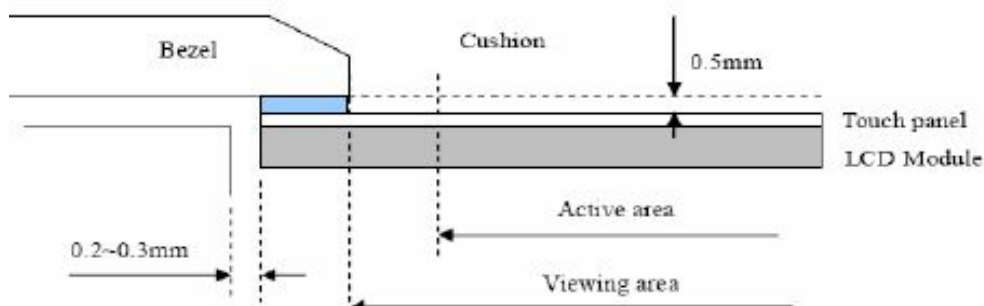 Bezel
Cushion
0.5mm
Touch panel
LCD Module
Active area
0.2~0.3mm
Viewing area